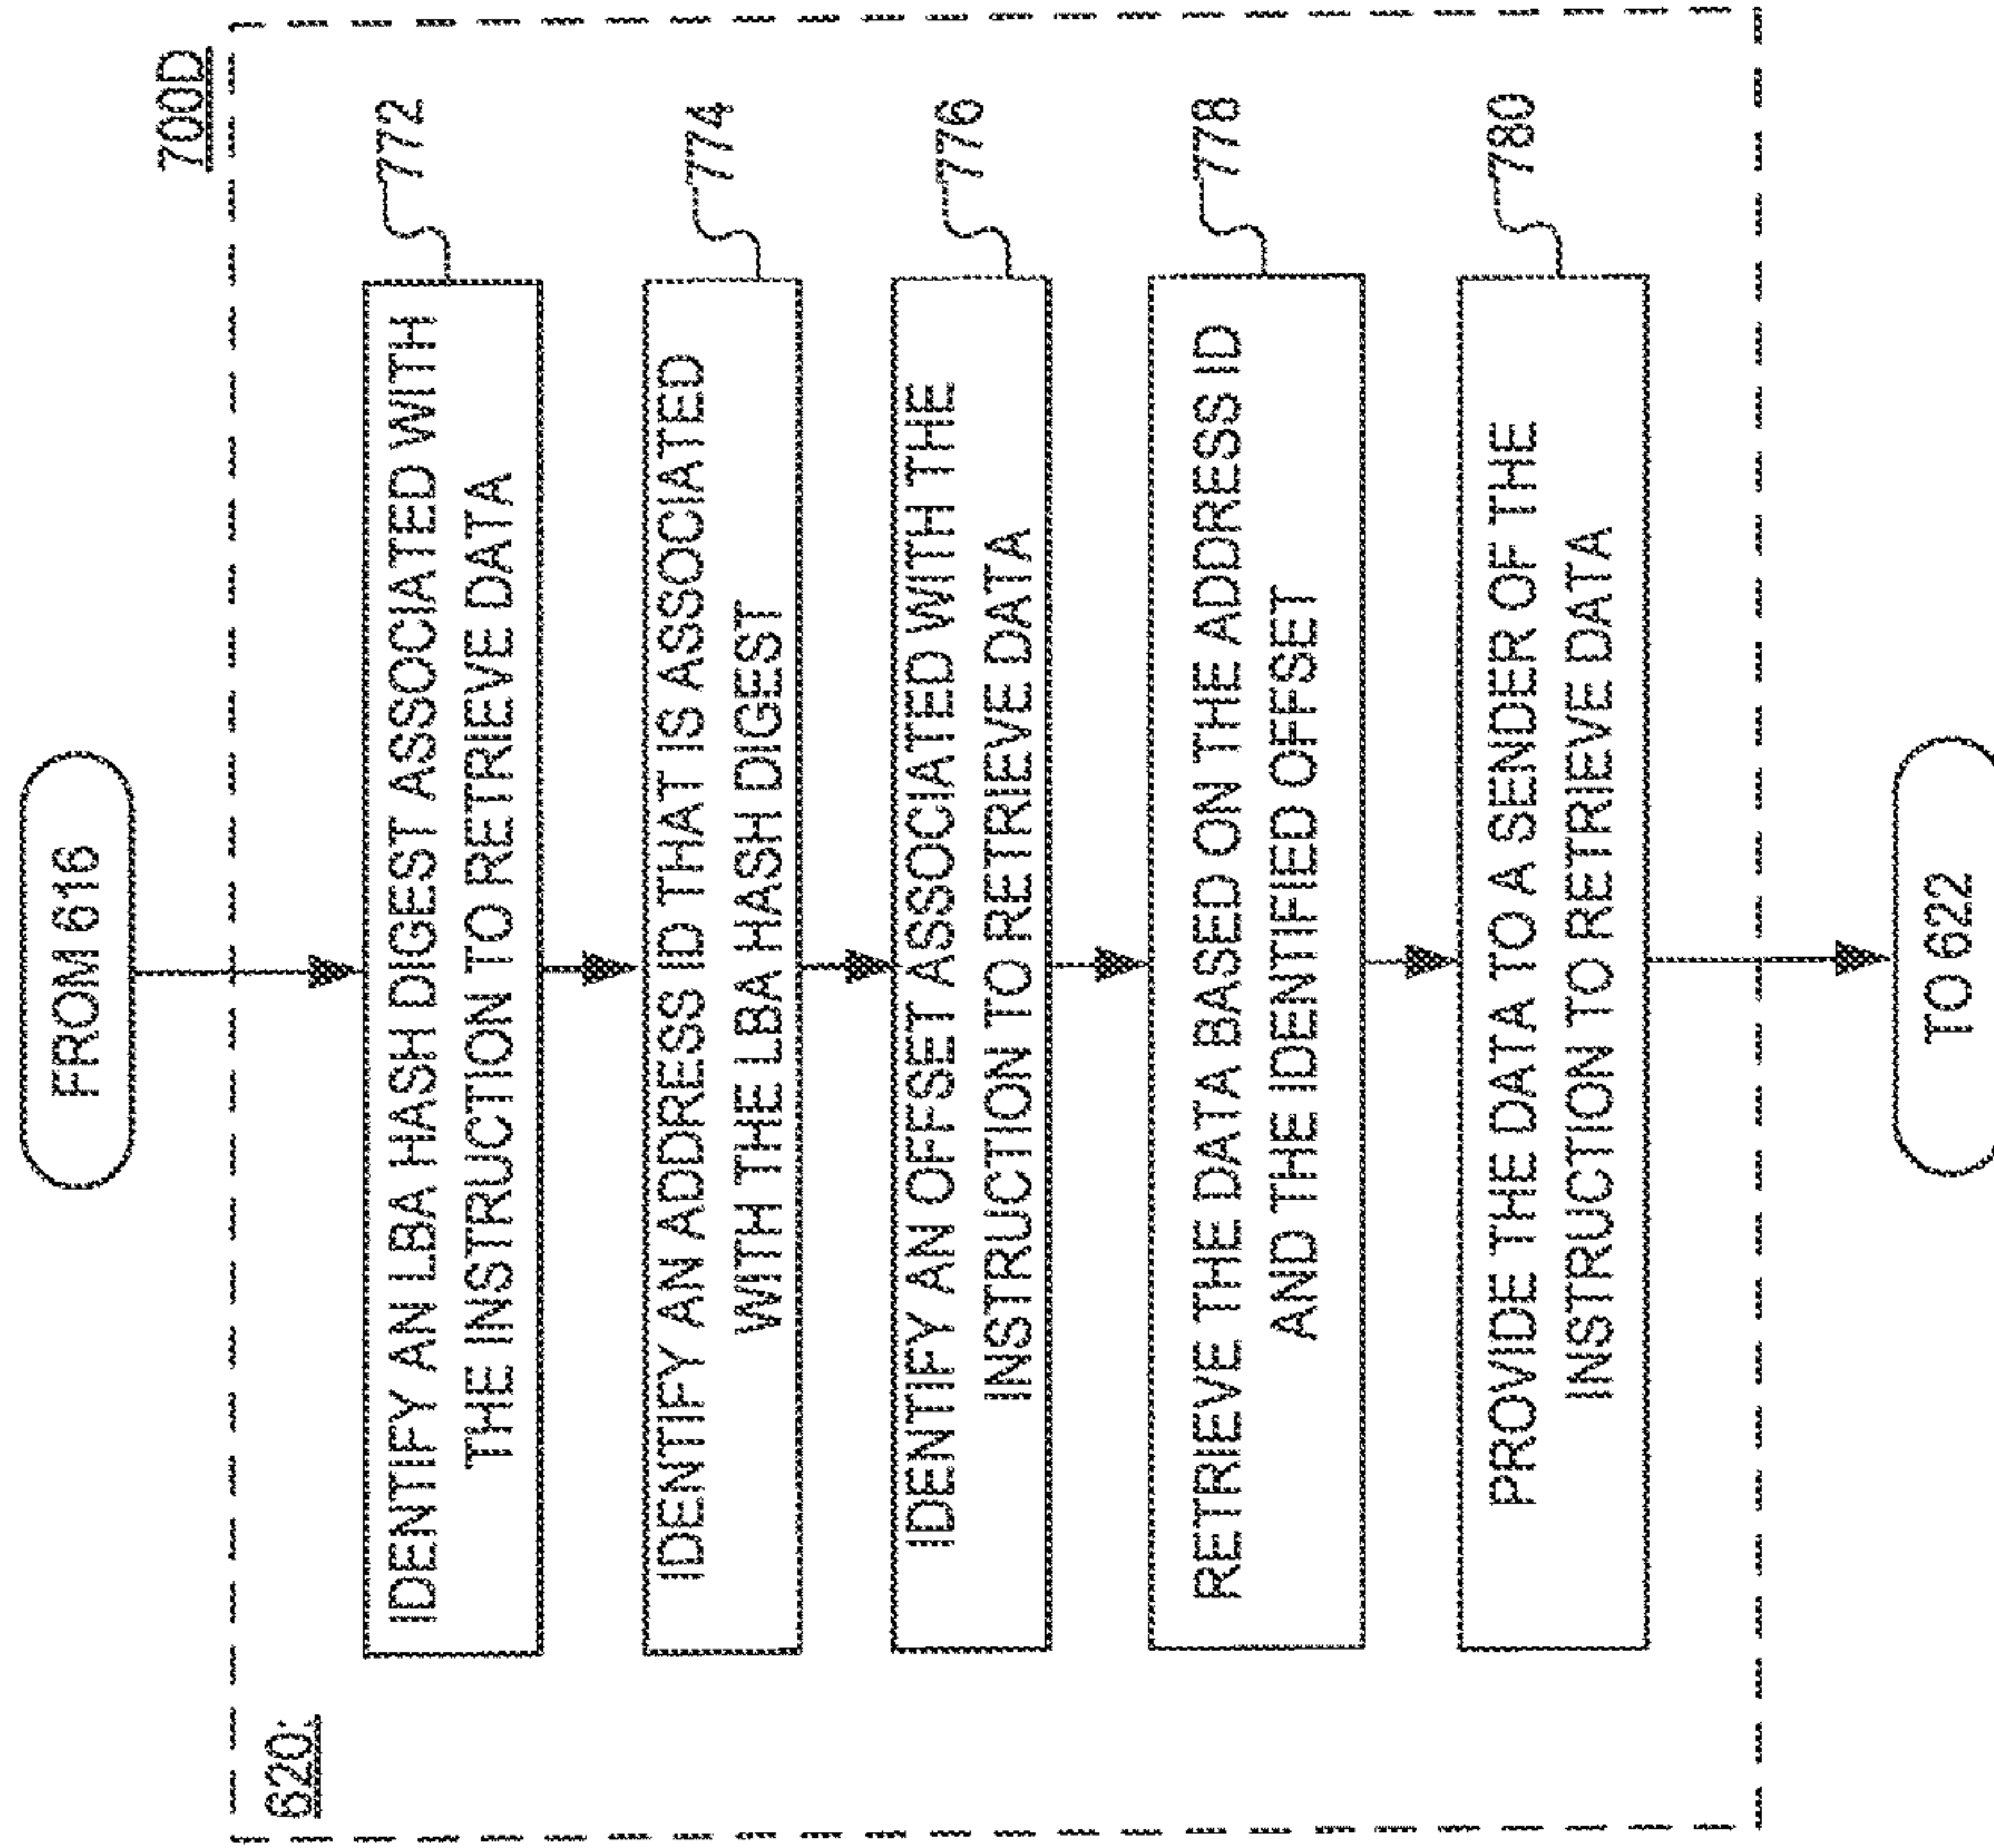 700D
FROM 616
620:
IDENTIFY AN LBA HASH DIGEST ASSOCIATED WITH
THE INSTRUCTION TO RETRIEVE DATA
772
IDENTIFY AN ADDRESS ID THAT IS ASSOCIATED
WITH THE LBA HASH DIGEST
774
IDENTIFY AN OFFSET ASSOCIATED WITH THE
INSTRUCTION TO RETRIEVE DATA
776
RETRIEVE THE DATA BASED ON THE ADDRESS ID
AND THE IDENTIFIED OFFSET
778
PROVIDE THE DATA TO A SENDER OF THE
INSTRUCTION TO RETRIEVE DATA
780
TO 622